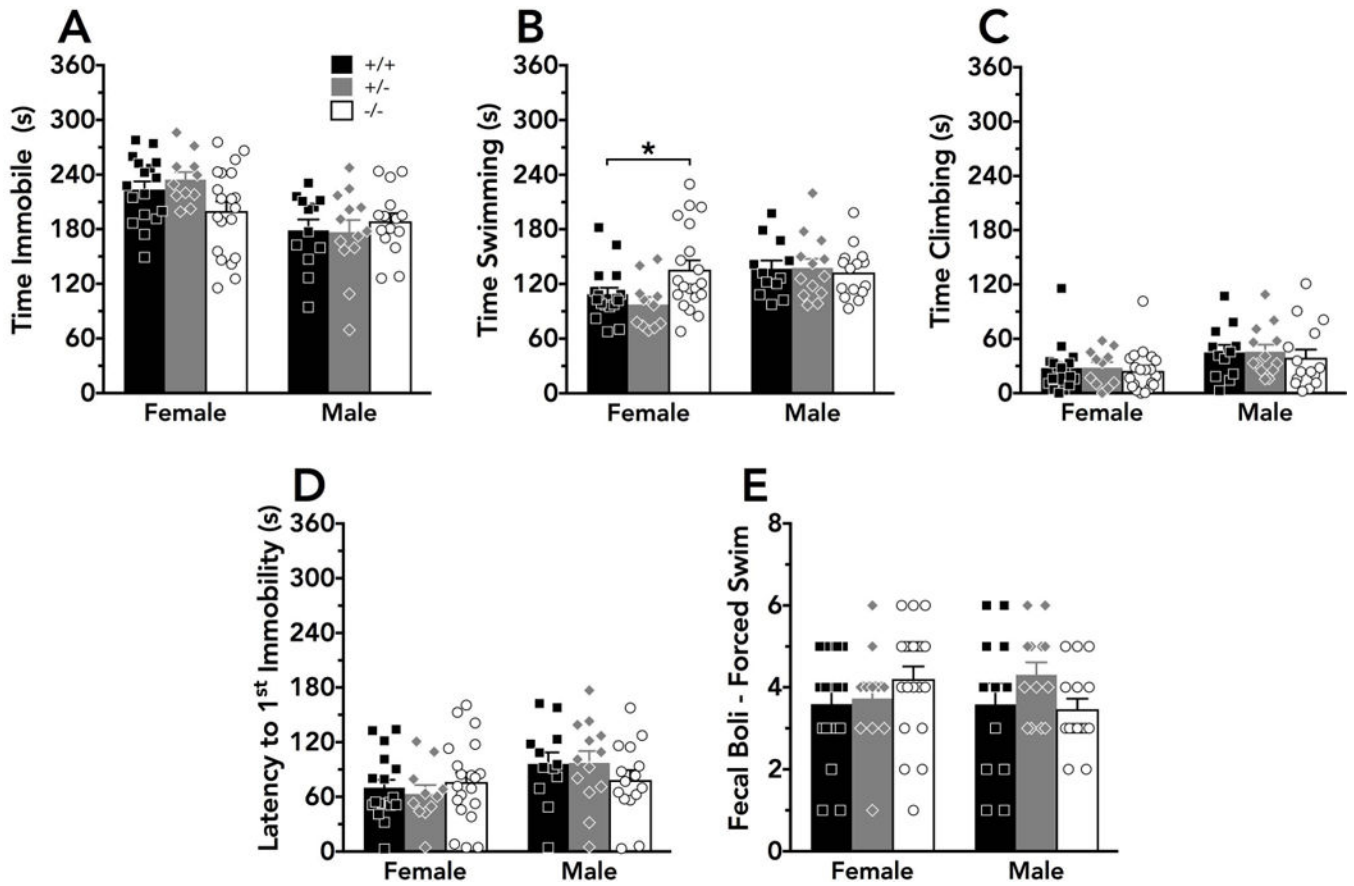 A
Time Immobile (s)
360
300
240
180
120
60
0
+/+
+/-
-/-
Female
Male
B
Time Swimming (s)
360
300
240
180
120
60
0
*
Female
Male
C
Time Climbing (s)
360
300
240
180
120
60
0
Female
Male
D
Latency to 1st Immobility (s)
360
300
240
180
120
60
0
Female
Male
E
Fecal Boli - Forced Swim
8
6
4
2
0
Female
Male